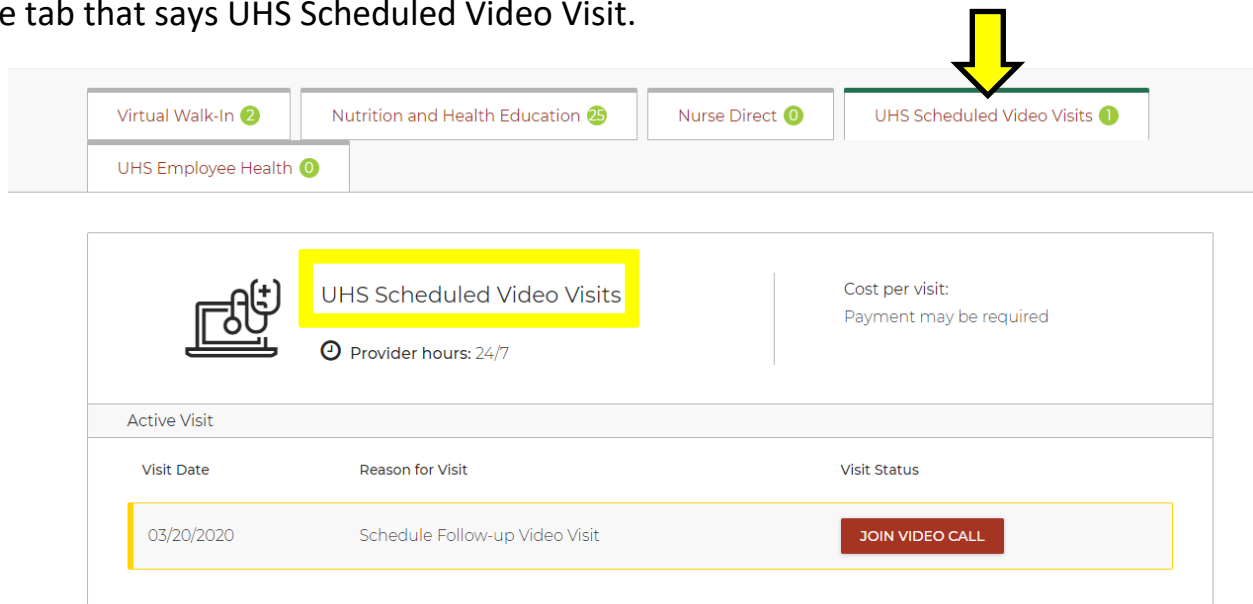 e tab that says UHS Scheduled Video Visit.
Virtual Walk-In 2 Nutrition and Health Education 25 Nurse Direct 0 UHS Scheduled Video Visits 1
UHS Employee Health 0
UHS Scheduled Video Visits
Provider hours: 24/7
Cost per visit:
Payment may be required
Active Visit
Visit Date Reason for Visit Visit Status
03/20/2020 Schedule Follow-up Video Visit JOIN VIDEO CALL